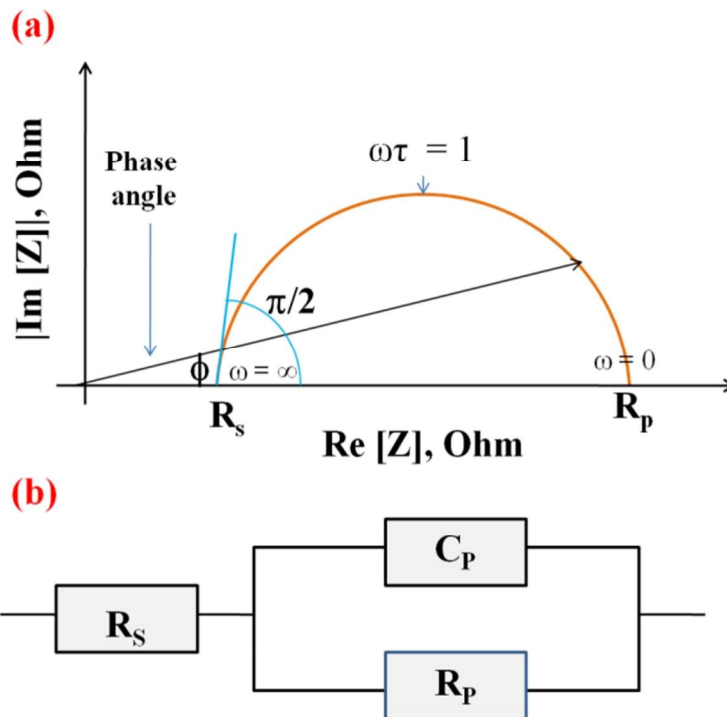 (a)
|Im [Z]|, Ohm
Phase
angle
ωτ = 1
π/2
ϕ
ω = ∞
ω = 0
Rs
Rp
Re [Z], Ohm
(b)
CP
RS
RP